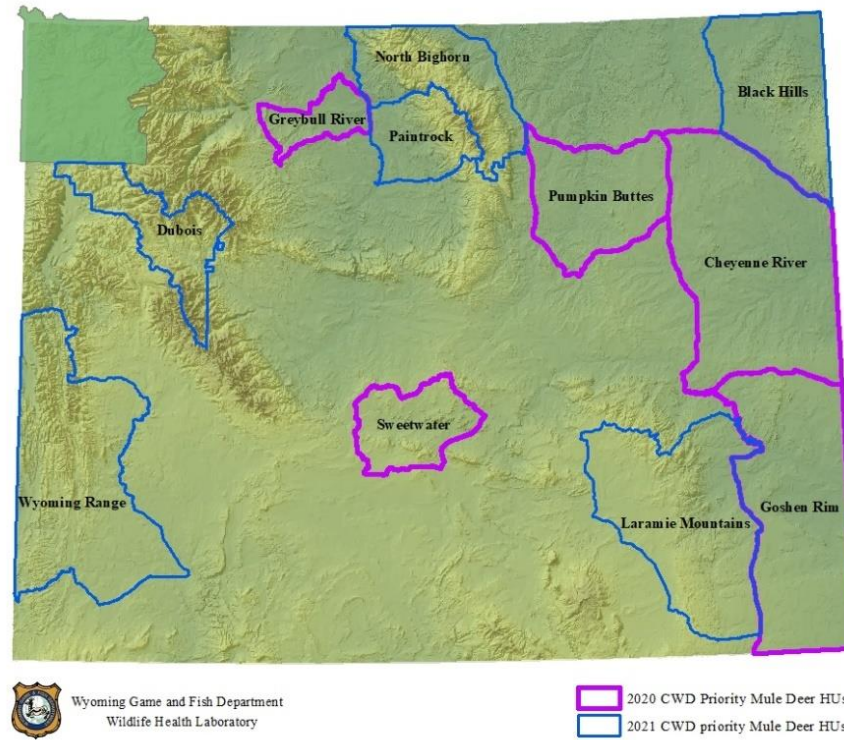 North Bighorn
Black Hills
Greybull River
Paintrock
Pumpkin Buttes
Dubois
Cheyenne River
Sweetwater
Wyoming Range
Goshen Rim
Laramie Mountains
Wyoming Game and Fish Department
Wildlife Health Laboratory
2020 CWD Priority Mule Deer HUs
2021 CWD priority Mule Deer HUs